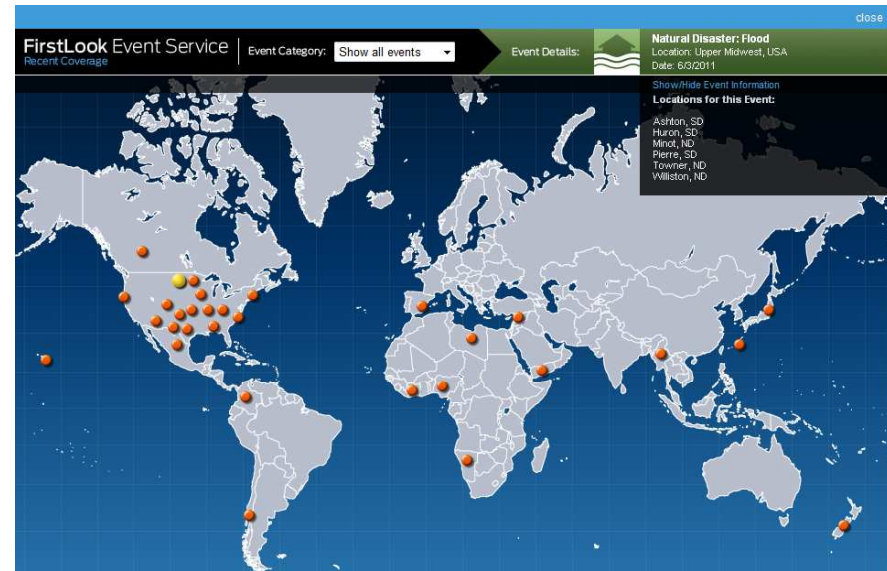 close
FirstLook Event Service
Recent Coverage
Event Category: Show all events
Event Details:
Natural Disaster: Flood
Location: Upper Midwest, USA
Date: 6/3/2011
Show/Hide Event Information
Locations for this Event:
Ashton, SD
Huron, SD
Minot, ND
Pierre, SD
Towner, ND
Williston, ND